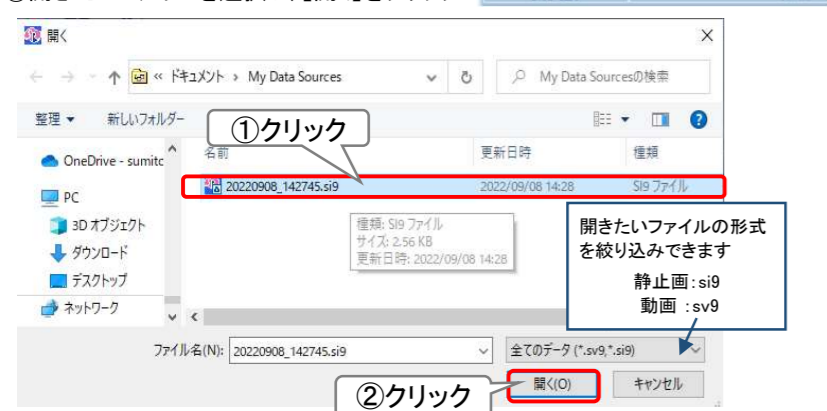 開く
ドキュメント > My Data Sources
My Data Sourcesの検索
整理 新しいフォルダー
①クリック
名前 更新日時 種類
OneDrive - sumitc
20220908_142745.si9 2022/09/08 14:28 SI9 ファイル
PC
3D オブジェクト
ダウンロード
デスクトップ
ネットワーク
種類: SI9 ファイル
サイズ: 2.56 KB
更新日時: 2022/09/08 14:28
開きたいファイルの形式
を絞り込みできます
静止画:si9
動画 :sv9
ファイル名(N): 20220908_142745.si9 全てのデータ (*.sv9,*.si9)
②クリック
開く(O) キャンセル